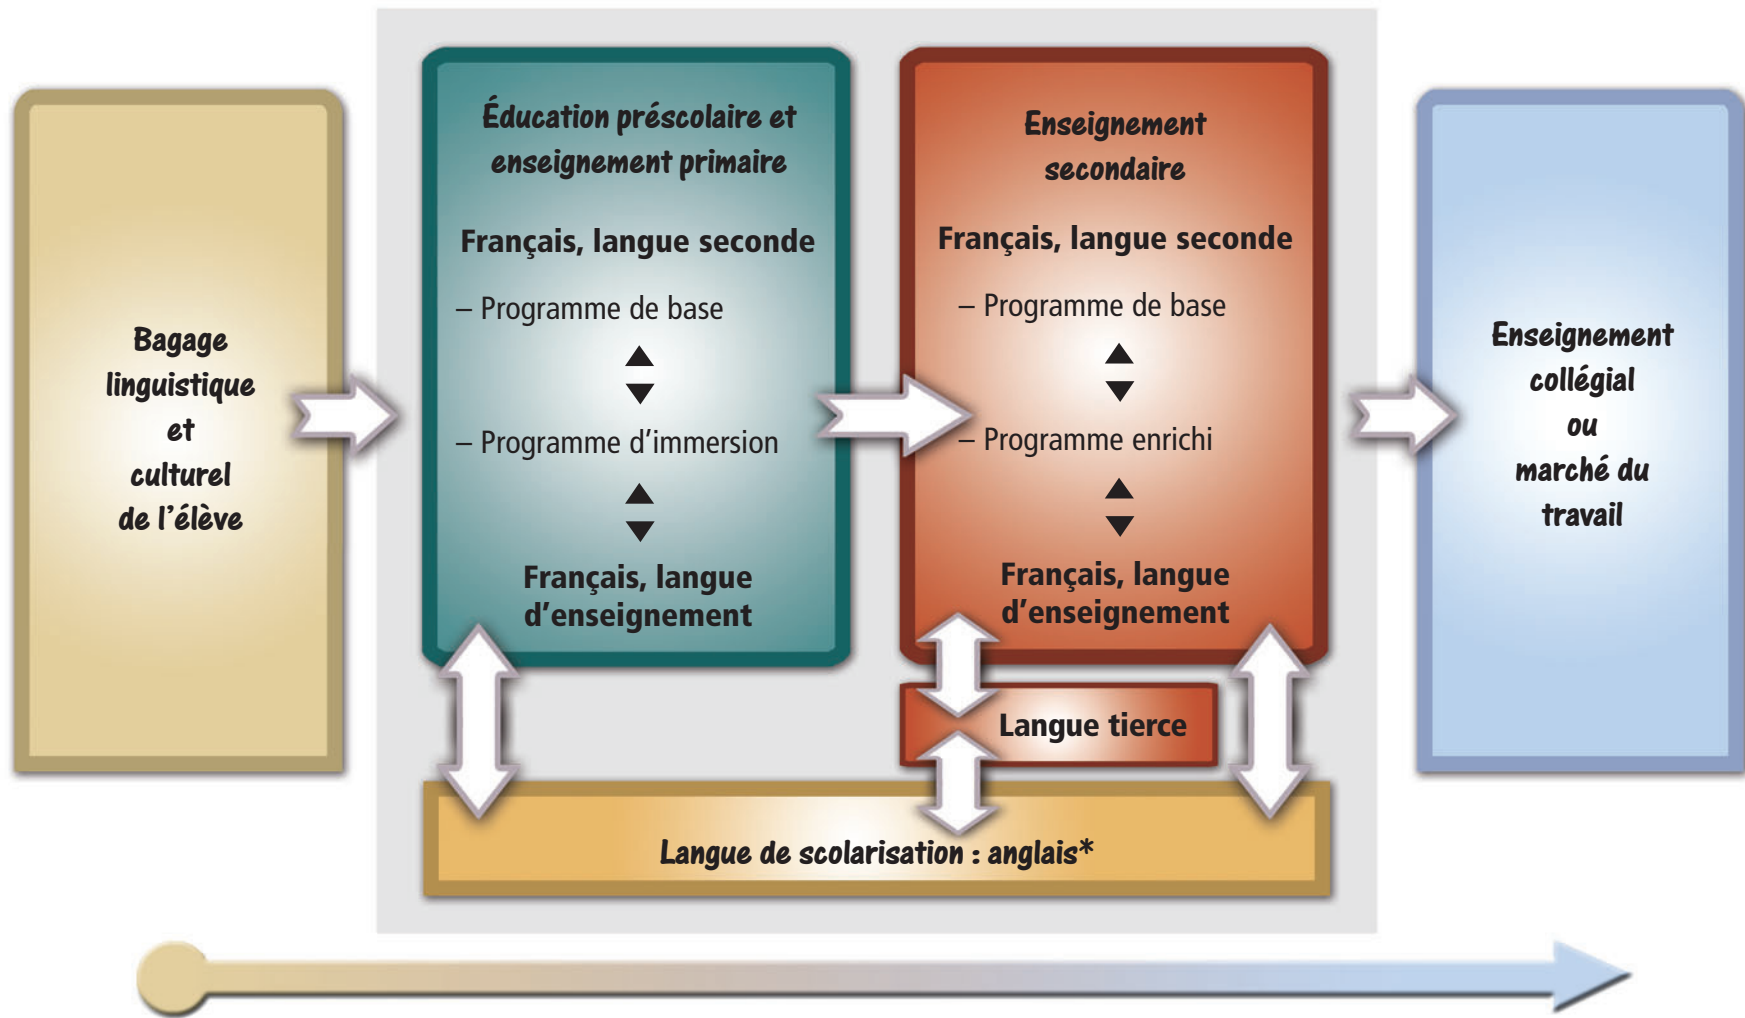 Bagage
linguistique
et
culturel
de l'élève
Éducation préscolaire et
enseignement primaire
Français, langue seconde
– Programme de base
– Programme d'immersion
Français, langue
d'enseignement
Enseignement
secondaire
Français, langue seconde
– Programme de base
– Programme enrichi
Français, langue
d'enseignement
Langue tierce
Langue de scolarisation : anglais*
Enseignement
collégial
ou
marché du
travail